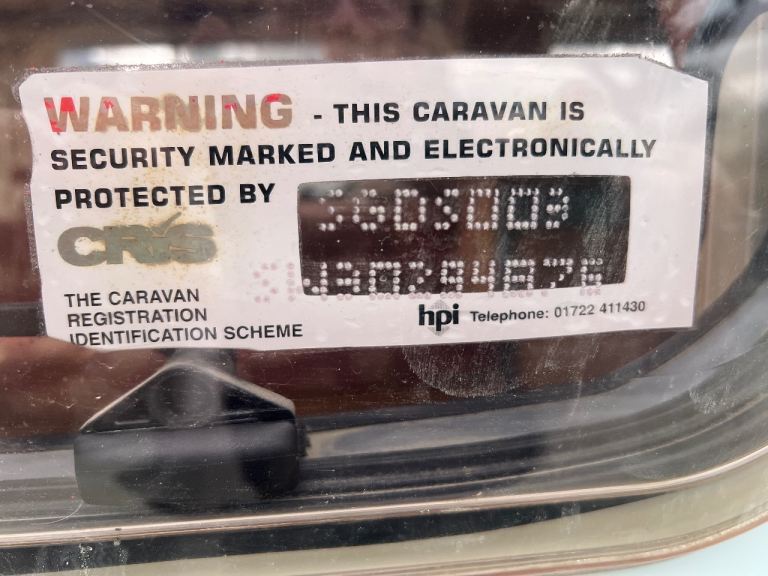 WARNING - THIS CARAVAN IS
SECURITY MARKED AND ELECTRONICALLY
PROTECTED BY
CRiS
THE CARAVAN
REGISTRATION
IDENTIFICATION SCHEME
hpi Telephone: 01722 411430